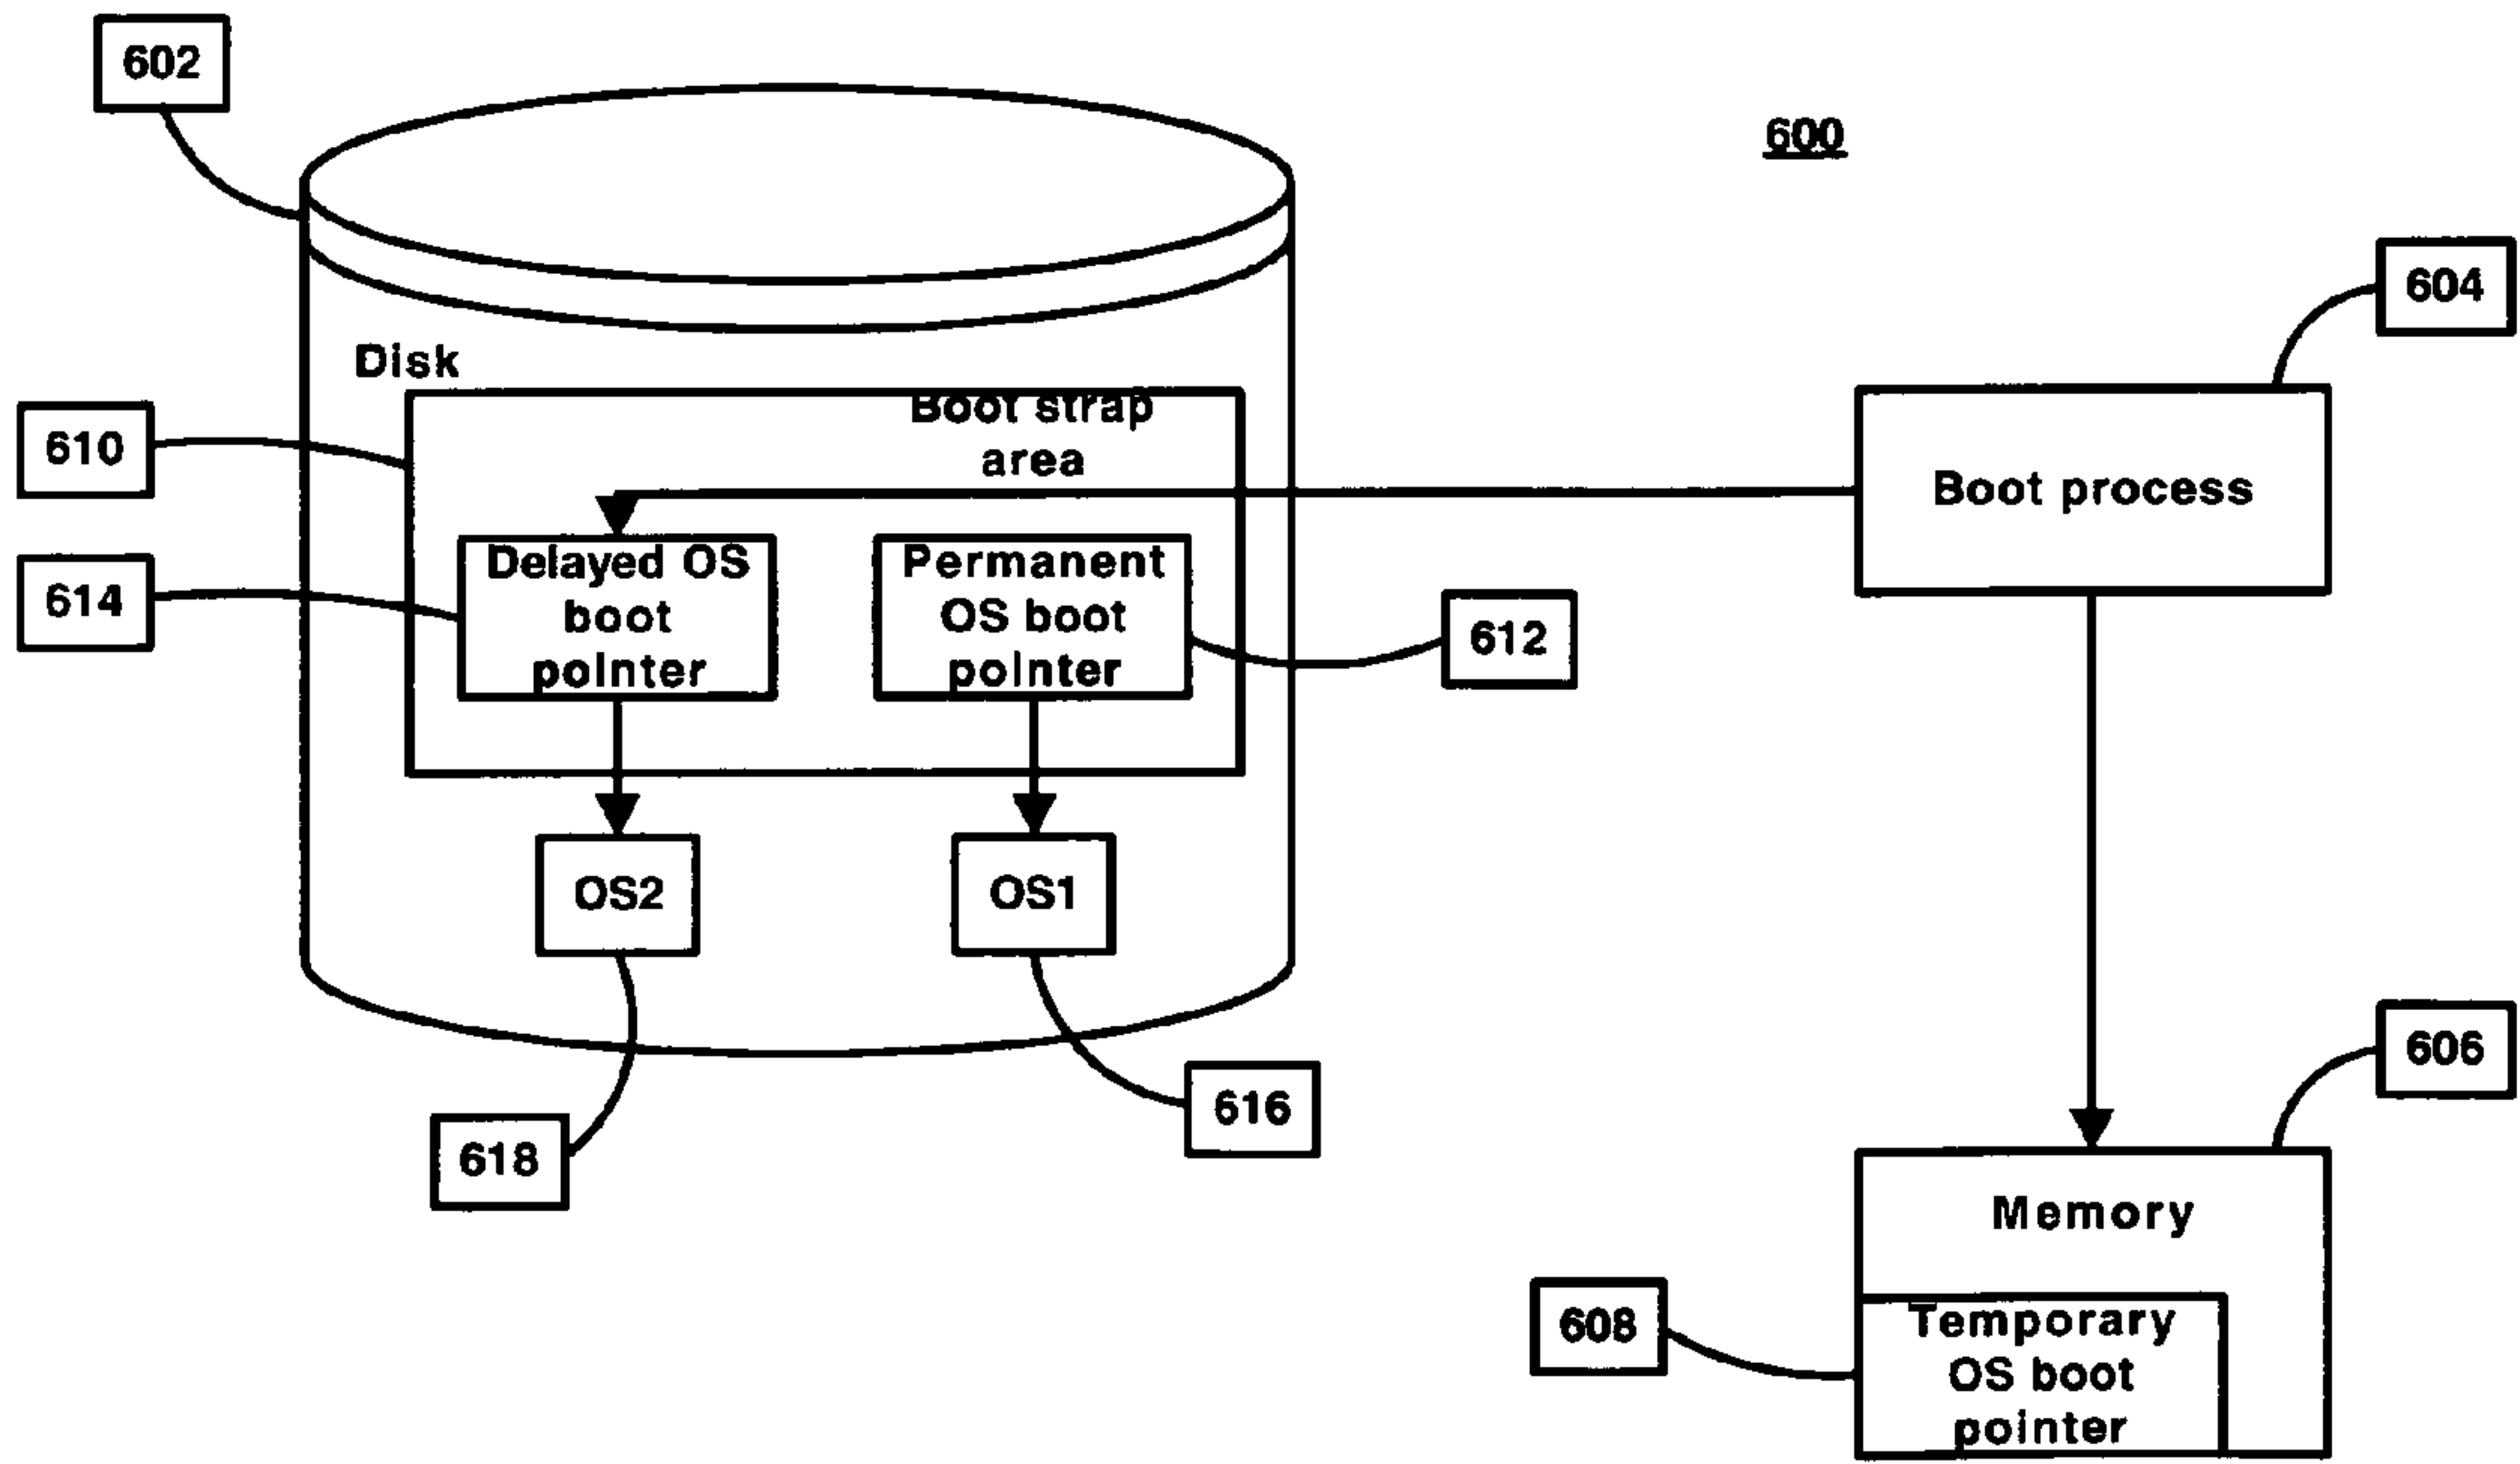 602
600
604
Disk
Boot strap
area
610
Boot process
Delayed OS
boot
pointer
Permanent
OS boot
pointer
614
612
OS2
OS1
606
616
618
Memory
608
Temporary
OS boot
pointer